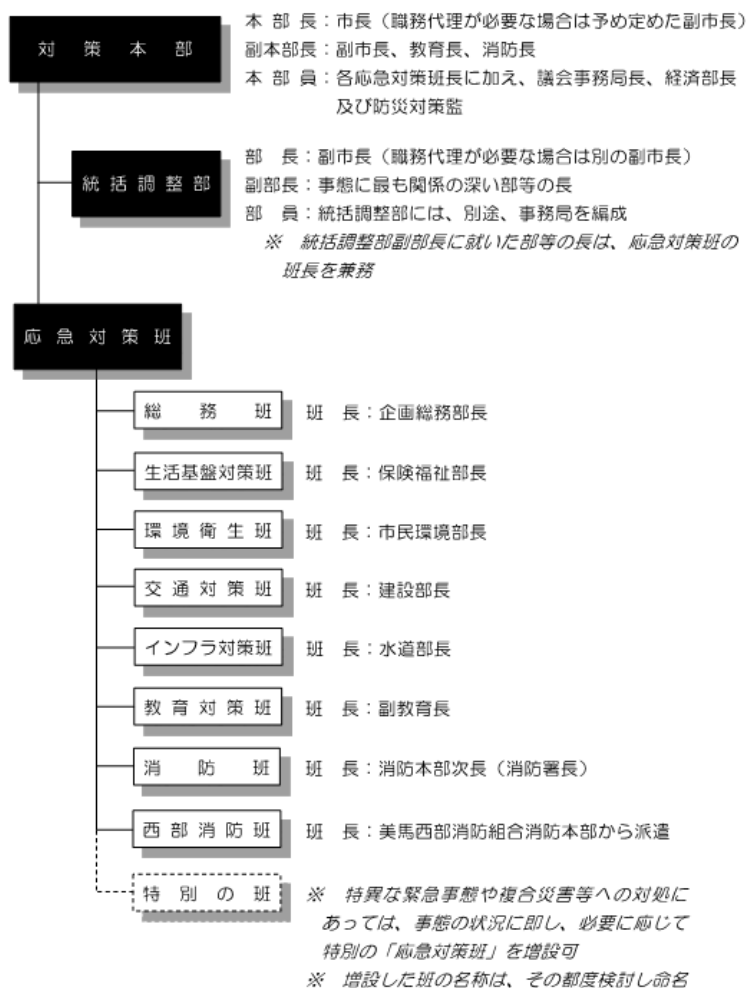 対策本部
本部長：市長（職務代理が必要な場合は予め定めた副市長）
副本部長：副市長、教育長、消防長
本部員：各応急対策班長に加え、議会事務局長、経済部長
及び防災対策監
統括調整部
部　長：副市長（職務代理が必要な場合は別の副市長）
副部長：事態に最も関係の深い部等の長
部　員：統括調整部には、別途、事務局を編成
※　統括調整部副部長に就いた部等の長は、応急対策班の
班長を兼務
応急対策班
総務班　班　長：企画総務部長
生活基盤対策班　班　長：保険福祉部長
環境衛生班　班　長：市民環境部長
交通対策班　班　長：建設部長
インフラ対策班　班　長：水道部長
教育対策班　班　長：副教育長
消防班　班　長：消防本部次長（消防署長）
西部消防班　班　長：美馬西部消防組合消防本部から派遣
特別の班
※　特異な緊急事態や複合災害等への対処に
あっては、事態の状況に即し、必要に応じて
特別の「応急対策班」を増設可
※　増設した班の名称は、その都度検討し命名